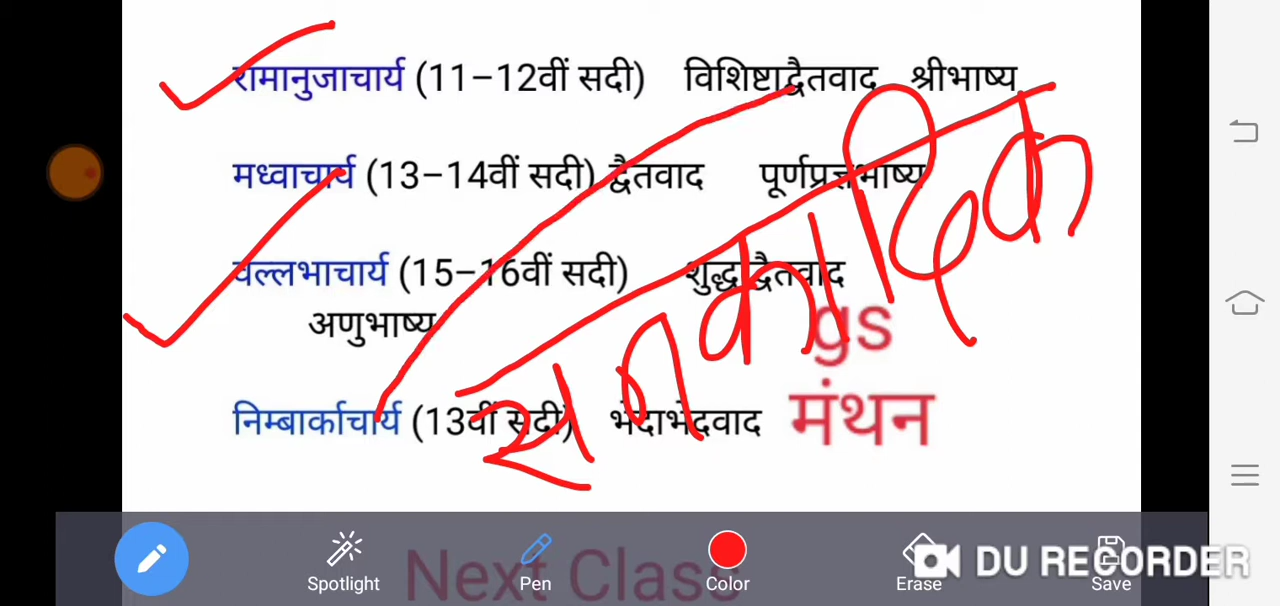 रामानुजाचार्य (11–12वीं सदी) विशिष्टाद्वैतवाद श्रीभाष्य
मध्वाचार्य (13–14वीं सदी) द्वैतवाद पूर्णप्रज्ञभाष्य
वल्लभाचार्य (15–16वीं सदी) शुद्धाद्वैतवाद
अणुभाष्य
निम्बार्काचार्य (13वीं सदी) भेदाभेदवाद
सनकादिक
gs
मंथन
Next Class
Spotlight Pen Color Erase Save
DU RECORDER